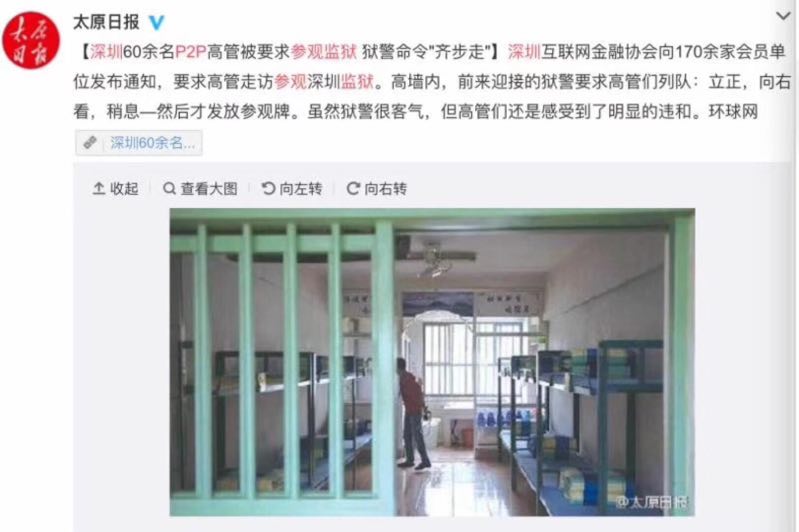 太原日报
太原日报
【深圳60余名P2P高管被要求参观监狱 狱警命令"齐步走"】深圳互联网金融协会向170余家会员单
位发布通知，要求高管走访参观深圳监狱。高墙内，前来迎接的狱警要求高管们列队：立正，向右
看，稍息—然后才发放参观牌。虽然狱警很客气，但高管们还是感受到了明显的违和。环球网
深圳60余名...
收起 查看大图 向左转 向右转
@太原日报